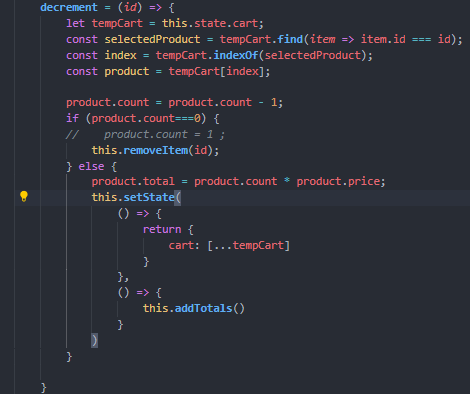 decrement = (id) => {
let tempCart = this.state.cart;
const selectedProduct = tempCart.find(item => item.id === id);
const index = tempCart.indexOf(selectedProduct);
const product = tempCart[index];
product.count = product.count - 1;
if (product.count===0) {
//    product.count = 1 ;
this.removeItem(id);
} else {
product.total = product.count * product.price;
this.setState(
() => {
return {
cart: [...tempCart]
}
},
() => {
this.addTotals()
}
)
}
}